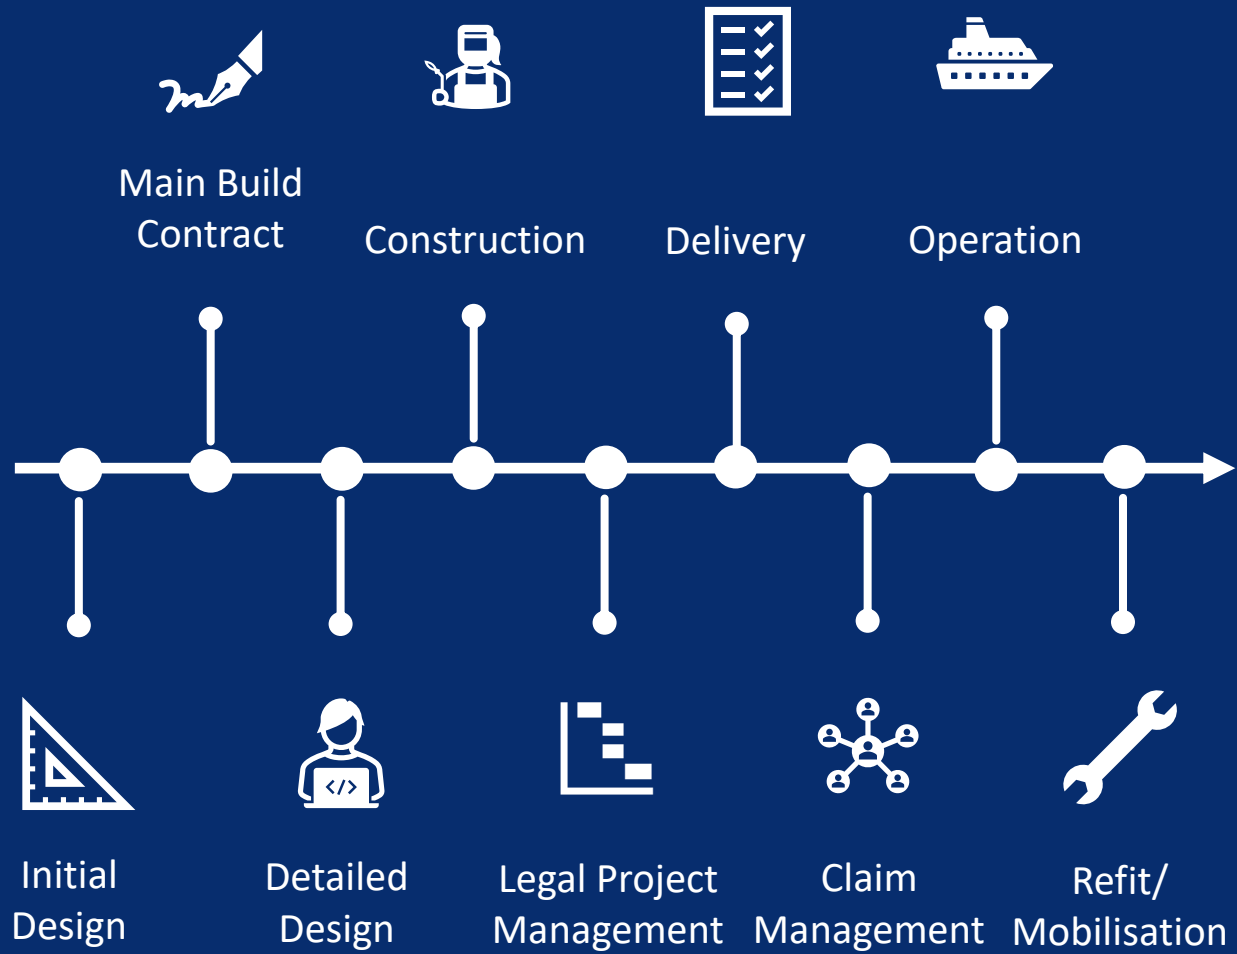 Main Build
Contract
Construction
Delivery
Operation
Initial
Design
Detailed
Design
</>
Legal Project
Management
Claim
Management
Refit/
Mobilisation